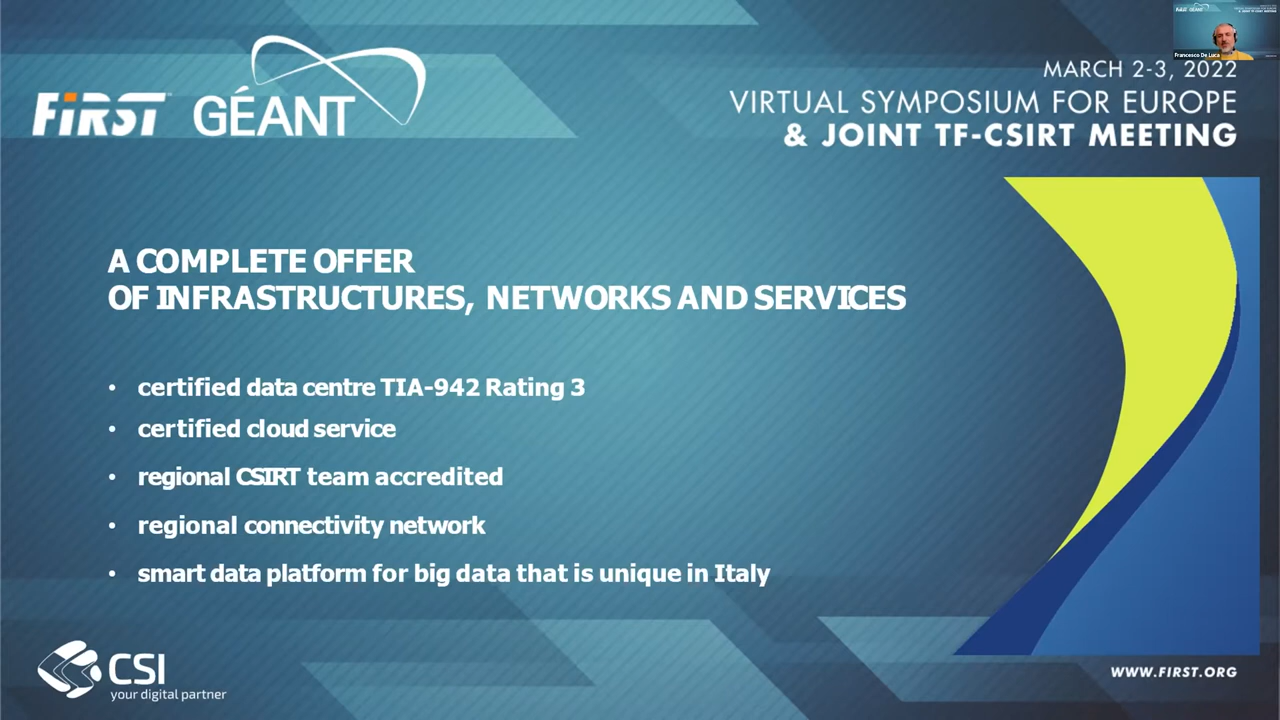 FIRST GÉANT
MARCH 2-3, 2022
VIRTUAL SYMPOSIUM FOR EUROPE
& JOINT TF-CSIRT MEETING
Francesco De Luca
A COMPLETE OFFER
OF INFRASTRUCTURES, NETWORKS AND SERVICES
• certified data centre TIA-942 Rating 3
• certified cloud service
• regional CSIRT team accredited
• regional connectivity network
• smart data platform for big data that is unique in Italy
CSI
your digital partner
WWW.FIRST.ORG